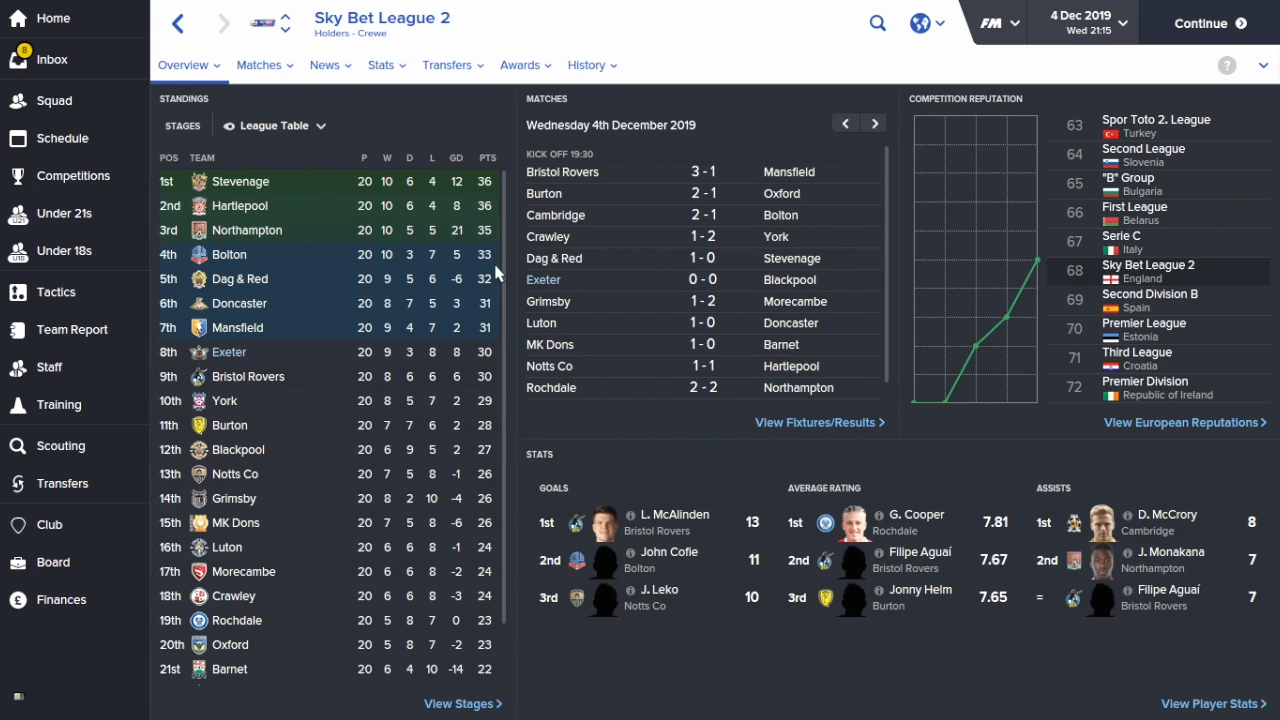 Home
8
Inbox
Squad
Schedule
Competitions
U21
Under 21s
U18
Under 18s
Tactics
Team Report
Staff
Training
Scouting
Transfers
Club
Board
Finances
Sky Bet League 2
Holders - Crewe
FM
4 Dec 2019
Wed 21:15
Continue
Overview Matches News Stats Transfers Awards History
?
STANDINGS
STAGES League Table
POS TEAM P W D L GD PTS
1st Stevenage 20 10 6 4 12 36
2nd Hartlepool 20 10 6 4 8 36
3rd Northampton 20 10 5 5 21 35
4th Bolton 20 10 3 7 5 33
5th Dag & Red 20 9 5 6 -6 32
6th Doncaster 20 8 7 5 3 31
7th Mansfield 20 9 4 7 2 31
8th Exeter 20 9 3 8 8 30
9th Bristol Rovers 20 8 6 6 6 30
10th York 20 8 5 7 2 29
11th Burton 20 7 7 6 2 28
12th Blackpool 20 6 9 5 2 27
13th Notts Co 20 7 5 8 -1 26
14th Grimsby 20 8 2 10 -4 26
15th MK Dons 20 7 5 8 -6 26
16th Luton 20 6 6 8 -1 24
17th Morecambe 20 6 6 8 -2 24
18th Crawley 20 6 6 8 -3 24
19th Rochdale 20 5 8 7 0 23
20th Oxford 20 5 8 7 -2 23
21st Barnet 20 6 4 10 -14 22
View Stages
MATCHES
Wednesday 4th December 2019
KICK OFF 19:30
Bristol Rovers 3 - 1 Mansfield
Burton 2 - 1 Oxford
Cambridge 2 - 1 Bolton
Crawley 1 - 2 York
Dag & Red 1 - 0 Stevenage
Exeter 0 - 0 Blackpool
Grimsby 1 - 2 Morecambe
Luton 1 - 0 Doncaster
MK Dons 1 - 0 Barnet
Notts Co 1 - 1 Hartlepool
Rochdale 2 - 2 Northampton
View Fixtures/Results
COMPETITION REPUTATION
63 Spor Toto 2. League
Turkey
64 Second League
Slovenia
65 "B" Group
Bulgaria
66 First League
Belarus
67 Serie C
Italy
68 Sky Bet League 2
England
69 Second Division B
Spain
70 Premier League
Estonia
71 Third League
Croatia
72 Premier Division
Republic of Ireland
View European Reputations
STATS
GOALS
1st L. McAlinden 13
Bristol Rovers
2nd John Cofie 11
Bolton
3rd J. Leko 10
Notts Co
AVERAGE RATING
1st G. Cooper 7.81
Rochdale
2nd Filipe Aguaí 7.67
Bristol Rovers
3rd Jonny Helm 7.65
Burton
ASSISTS
1st D. McCrory 8
Cambridge
2nd J. Monakana 7
Northampton
= Filipe Aguaí 7
Bristol Rovers
View Player Stats